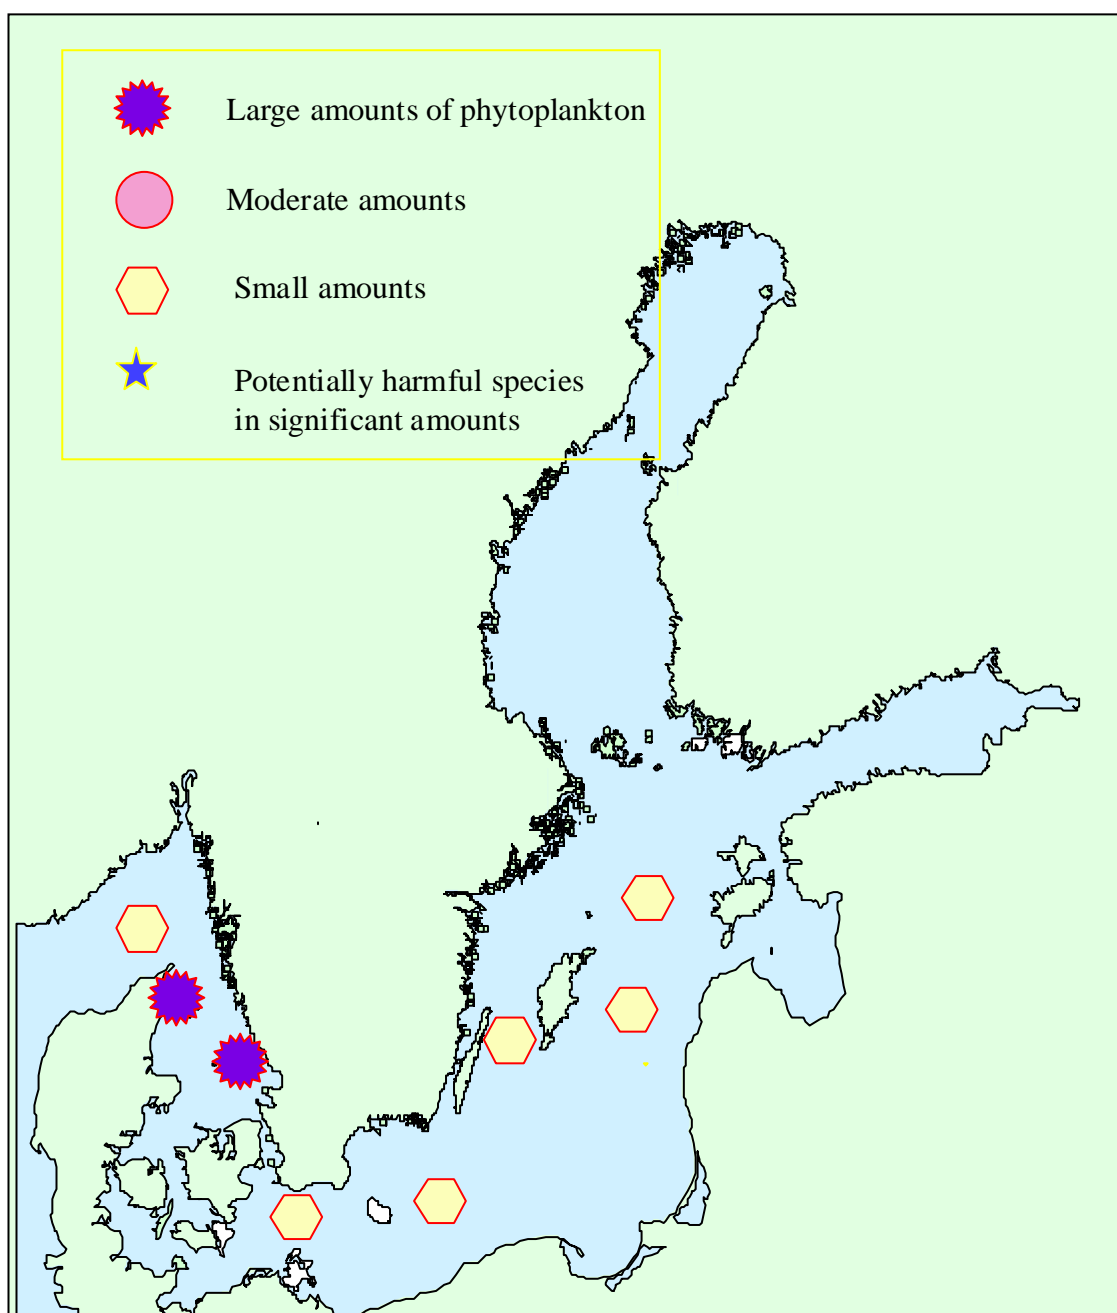 Large amounts of phytoplankton
Moderate amounts
Small amounts
Potentially harmful species
in significant amounts